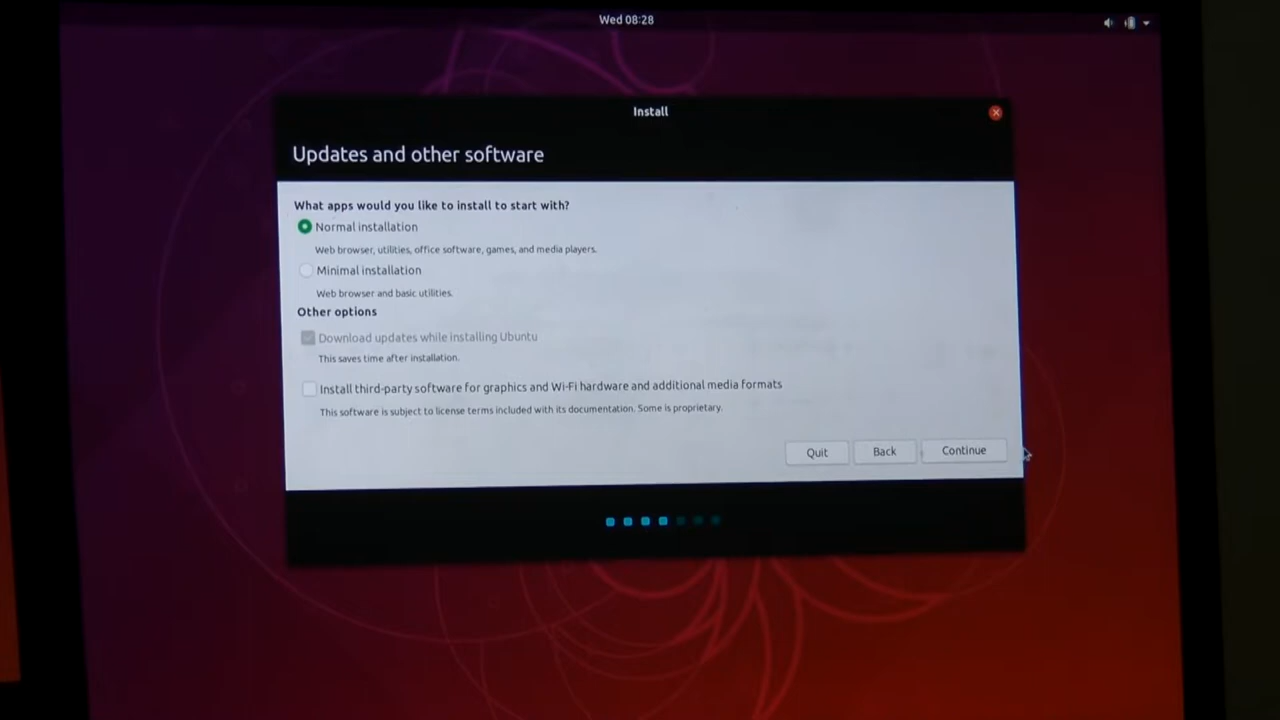 Wed 08:28
Install
Updates and other software
What apps would you like to install to start with?
Normal installation
Web browser, utilities, office software, games, and media players.
Minimal installation
Web browser and basic utilities.
Other options
Download updates while installing Ubuntu
This saves time after installation.
Install third-party software for graphics and Wi-Fi hardware and additional media formats
This software is subject to license terms included with its documentation. Some is proprietary.
Quit
Back
Continue